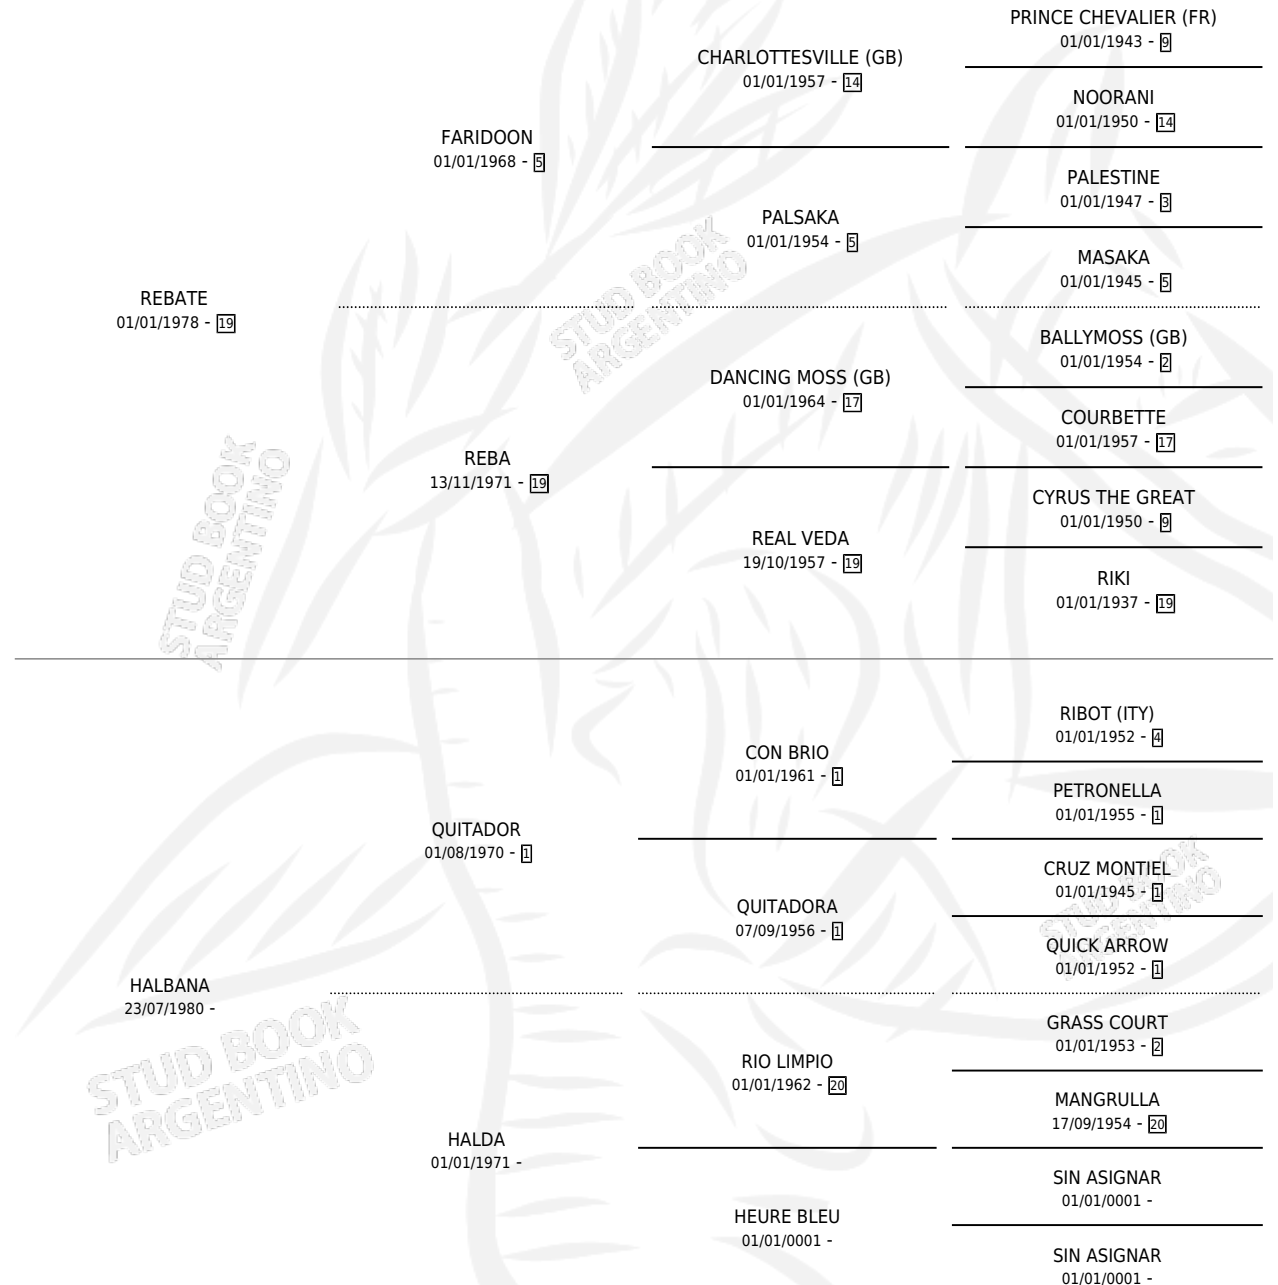 PRINCE CHEVALIER (FR)
01/01/1943 - 9
CHARLOTTESVILLE (GB)
01/01/1957 - 14
NOORANI
01/01/1950 - 14
FARIDOON
01/01/1968 - 5
PALESTINE
01/01/1947 - 3
PALSAKA
01/01/1954 - 5
MASAKA
01/01/1945 - 5
REBATE
01/01/1978 - 19
BALLYMOSS (GB)
01/01/1954 - 2
DANCING MOSS (GB)
01/01/1964 - 17
COURBETTE
01/01/1957 - 17
REBA
13/11/1971 - 19
CYRUS THE GREAT
01/01/1950 - 9
REAL VEDA
19/10/1957 - 19
RIKI
01/01/1937 - 19
RIBOT (ITY)
01/01/1952 - 4
CON BRIO
01/01/1961 - 1
PETRONELLA
01/01/1955 - 1
QUITADOR
01/08/1970 - 1
CRUZ MONTIEL
01/01/1945 - 1
QUITADORA
07/09/1956 - 1
QUICK ARROW
01/01/1952 - 1
HALBANA
23/07/1980 -
GRASS COURT
01/01/1953 - 2
RIO LIMPIO
01/01/1962 - 20
MANGRULLA
17/09/1954 - 20
HALDA
01/01/1971 -
SIN ASIGNAR
01/01/0001 -
HEURE BLEU
01/01/0001 -
SIN ASIGNAR
01/01/0001 -
STUD BOOK
ARGENTINO
STUD BOOK
ARGENTINO
STUD BOOK
ARGENTINO
STUD BOOK
ARGENTINO